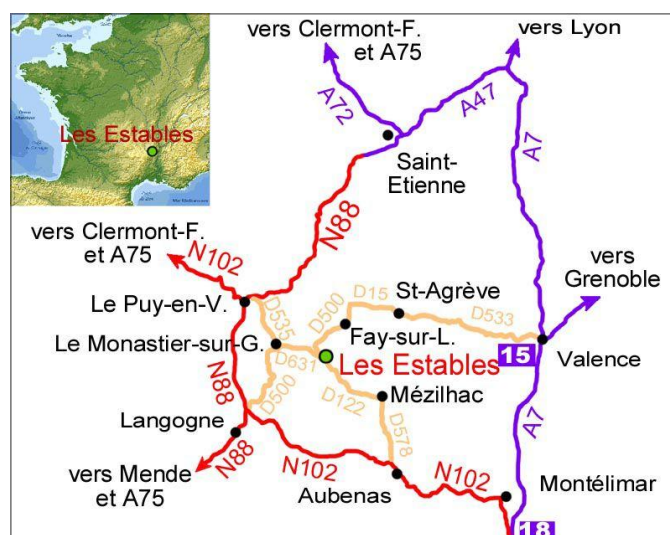 vers Clermont-F.
et A75
vers Lyon
Les Estables
A72
A47
A7
Saint-
Etienne
N88
vers Clermont-F.
et A75
N102
vers
Grenoble
Le Puy-en-V.
D535
D500
D15
St-Agrève
D533
Fay-sur-L.
Le Monastier-sur-G.
D631
Les Estables
15
Valence
N88
D500
D122
Mézilhac
A7
Langogne
D578
N88
vers Mende
et A75
N102
Aubenas
N102
Montélimar
18